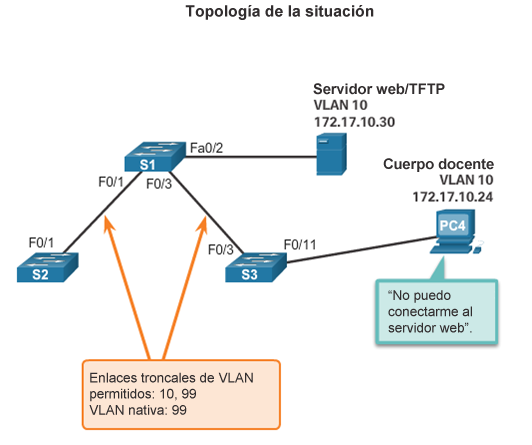 Topología de la situación
Servidor web/TFTP
VLAN 10
172.17.10.30
Fa0/2
S1
Cuerpo docente
VLAN 10
172.17.10.24
F0/1
F0/3
PC4
F0/1
F0/3
F0/11
S2
S3
“No puedo
conectarme al
servidor web”.
Enlaces troncales de VLAN
permitidos: 10, 99
VLAN nativa: 99